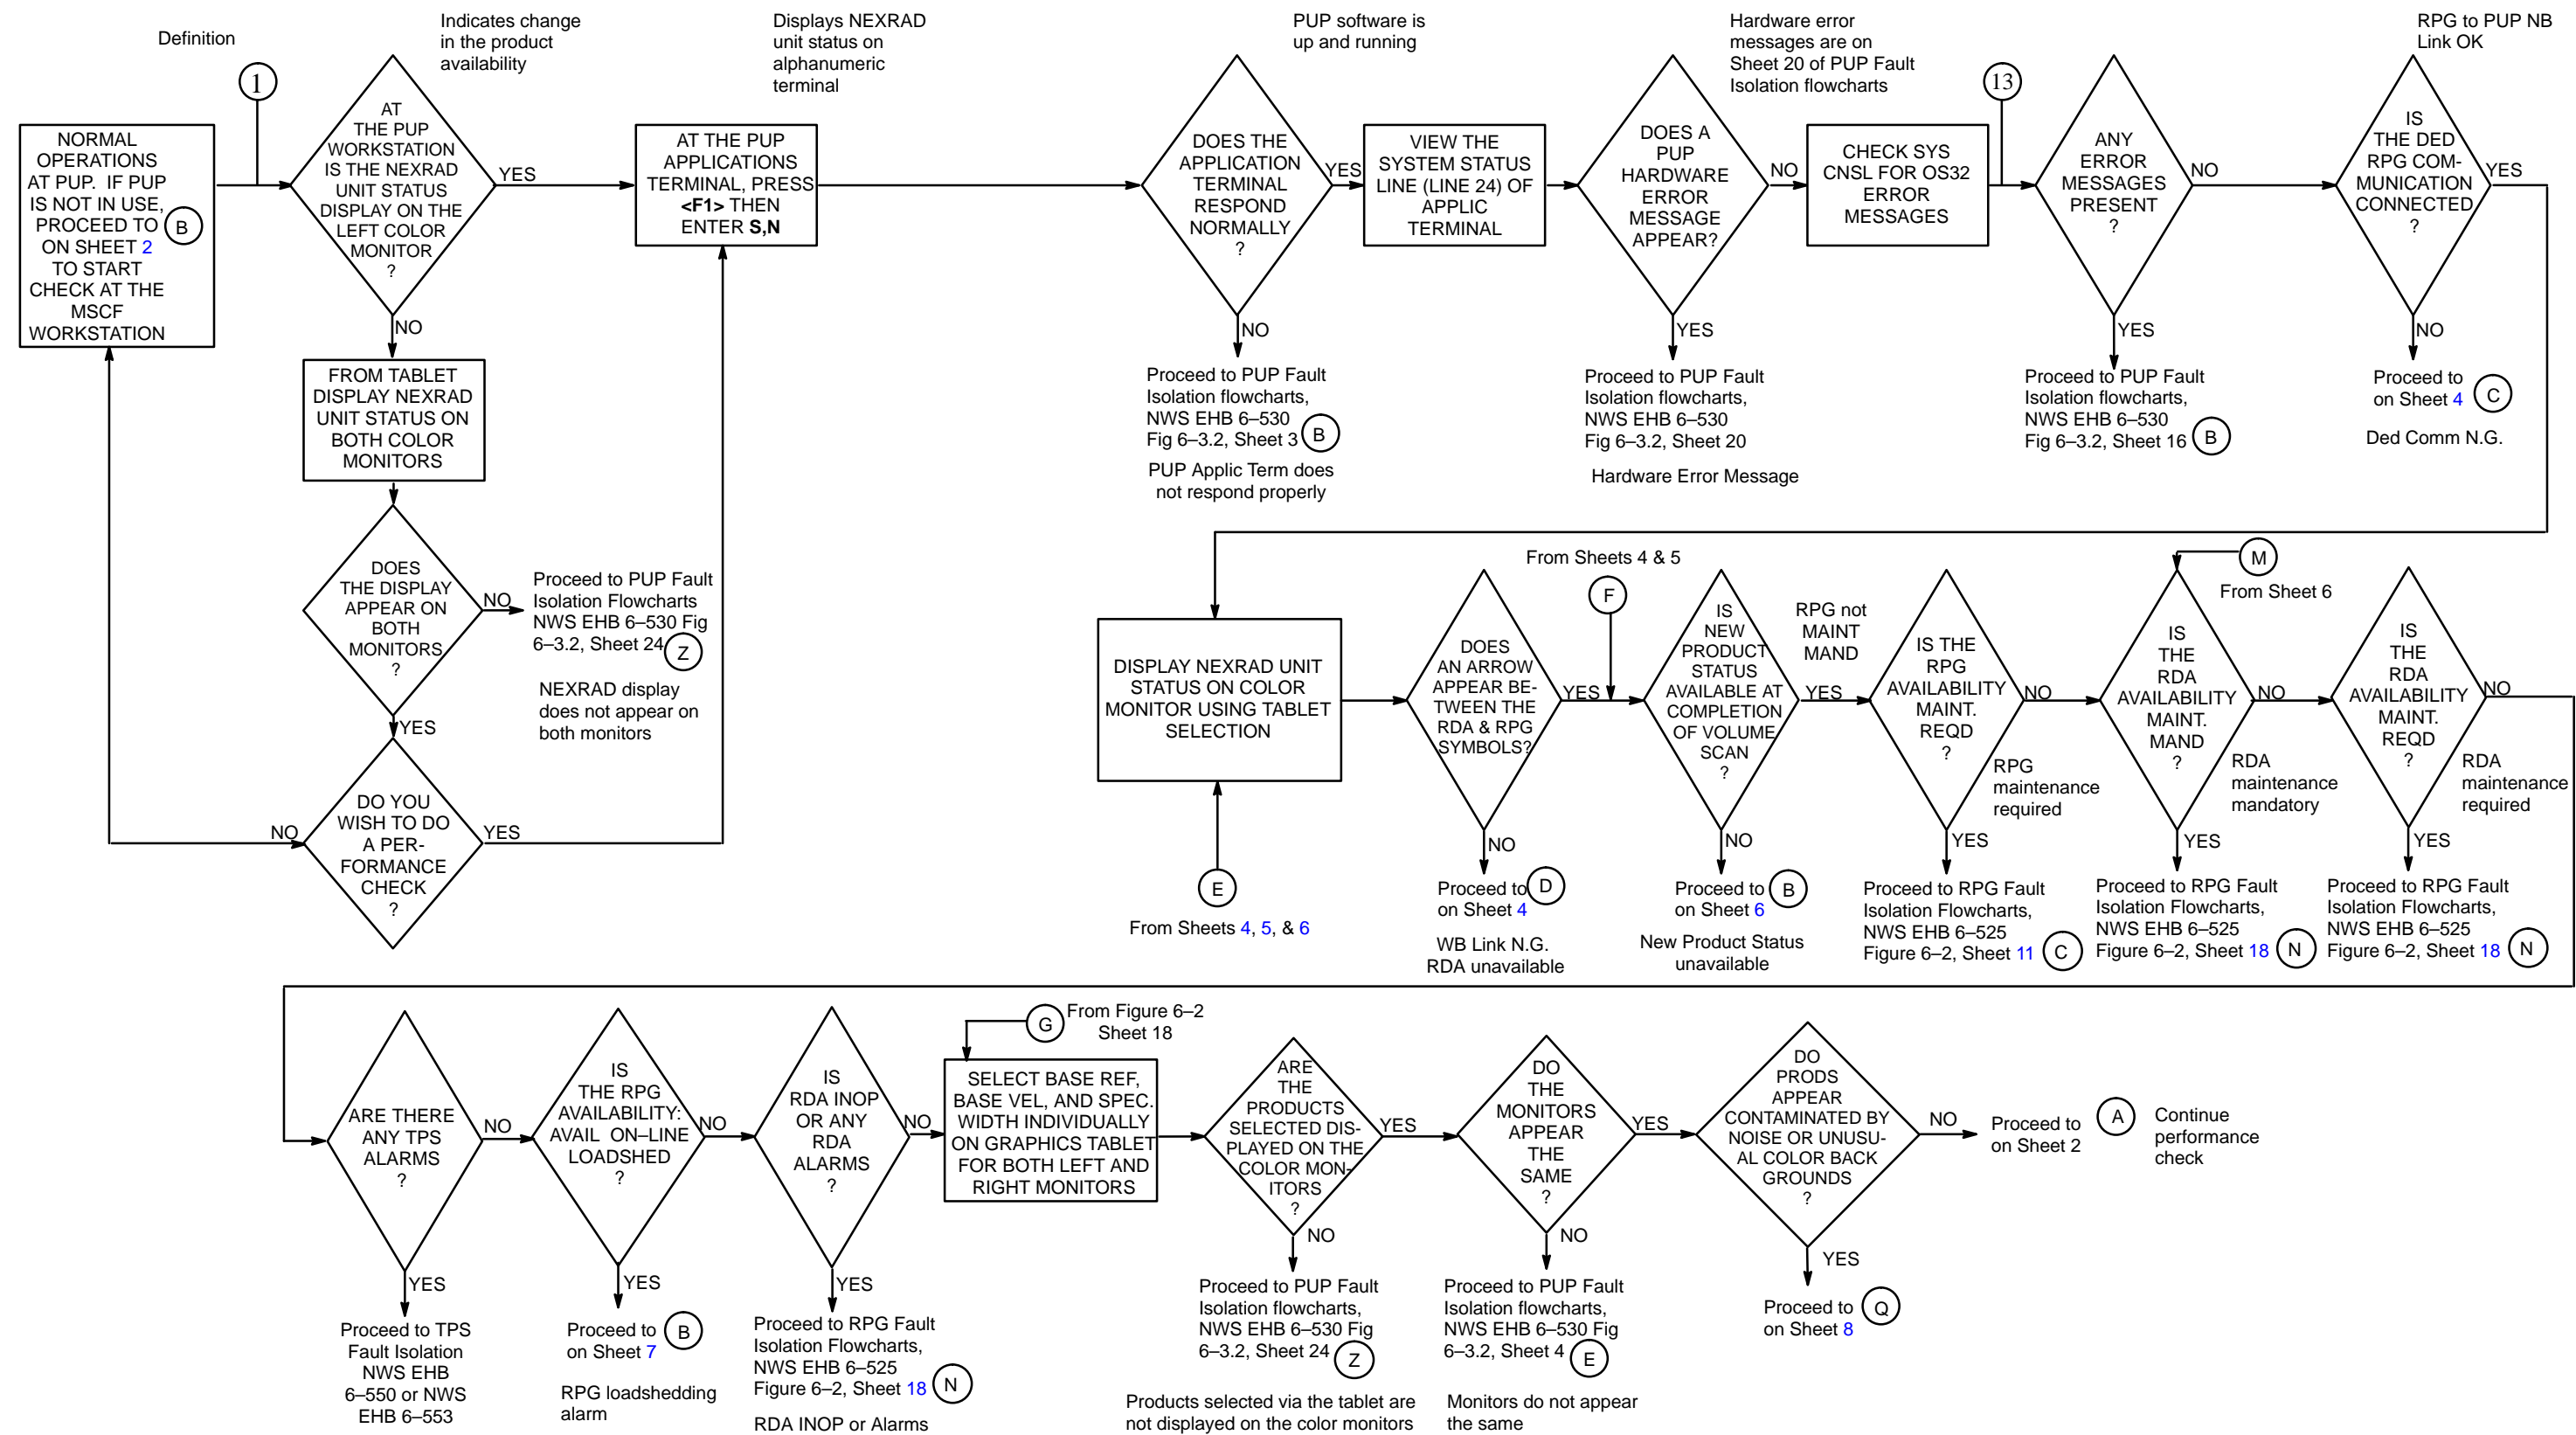 Definition
1
Indicates change
in the product
availability
Displays NEXRAD
unit status on
alphanumeric
terminal
PUP software is
up and running
Hardware error
messages are on
Sheet 20 of PUP Fault
Isolation flowcharts
13
RPG to PUP NB
Link OK
NORMAL
OPERATIONS
AT PUP. IF PUP
IS NOT IN USE,
PROCEED TO B
ON SHEET 2
TO START
CHECK AT THE
MSCF
WORKSTATION
AT
THE PUP
WORKSTATION
IS THE NEXRAD
UNIT STATUS
DISPLAY ON THE
LEFT COLOR
MONITOR
?
YES
NO
AT THE PUP
APPLICATIONS
TERMINAL, PRESS
<F1> THEN
ENTER S,N
DOES THE
APPLICATION
TERMINAL
RESPOND
NORMALLY
?
YES
NO
Proceed to PUP Fault
Isolation flowcharts,
NWS EHB 6–530
Fig 6–3.2, Sheet 3 B
PUP Applic Term does
not respond properly
VIEW THE
SYSTEM STATUS
LINE (LINE 24) OF
APPLIC
TERMINAL
DOES A
PUP
HARDWARE
ERROR
MESSAGE
APPEAR?
NO
YES
Proceed to PUP Fault
Isolation flowcharts,
NWS EHB 6–530
Fig 6–3.2, Sheet 20
Hardware Error Message
CHECK SYS
CNSL FOR OS32
ERROR
MESSAGES
ANY
ERROR
MESSAGES
PRESENT
?
NO
YES
Proceed to PUP Fault
Isolation flowcharts,
NWS EHB 6–530
Fig 6–3.2, Sheet 16 B
IS
THE DED
RPG COM-
MUNICATION
CONNECTED
?
YES
NO
Proceed to
on Sheet 4 C
Ded Comm N.G.
FROM TABLET
DISPLAY NEXRAD
UNIT STATUS ON
BOTH COLOR
MONITORS
DOES
THE DISPLAY
APPEAR ON
BOTH
MONITORS
?
NO
Proceed to PUP Fault
Isolation Flowcharts
NWS EHB 6–530 Fig
6–3.2, Sheet 24 Z
NEXRAD display
does not appear on
both monitors
YES
DO YOU
WISH TO DO
A PER-
FORMANCE
CHECK
?
NO
YES
DISPLAY NEXRAD UNIT
STATUS ON COLOR
MONITOR USING TABLET
SELECTION
E
From Sheets 4, 5, & 6
DOES
AN ARROW
APPEAR BE-
TWEEN THE
RDA & RPG
SYMBOLS?
YES
NO
Proceed to D
on Sheet 4
WB Link N.G.
RDA unavailable
From Sheets 4 & 5
F
IS
NEW
PRODUCT
STATUS
AVAILABLE AT
COMPLETION
OF VOLUME
SCAN
?
RPG not
MAINT
MAND
YES
NO
Proceed to B
on Sheet 6
New Product Status
unavailable
IS THE
RPG
AVAILABILITY
MAINT.
REQD
?
NO
RPG
maintenance
required
YES
Proceed to RPG Fault
Isolation Flowcharts,
NWS EHB 6–525
Figure 6–2, Sheet 11 C
M
From Sheet 6
IS
THE
RDA
AVAILABILITY
MAINT.
MAND
?
NO
RDA
maintenance
mandatory
YES
Proceed to RPG Fault
Isolation Flowcharts,
NWS EHB 6–525
Figure 6–2, Sheet 18 N
IS
THE
RDA
AVAILABILITY
MAINT.
REQD
?
NO
RDA
maintenance
required
YES
Proceed to RPG Fault
Isolation Flowcharts,
NWS EHB 6–525
Figure 6–2, Sheet 18 N
ARE THERE
ANY TPS
ALARMS
?
NO
YES
Proceed to TPS
Fault Isolation
NWS EHB
6–550 or NWS
EHB 6–553
IS
THE RPG
AVAILABILITY:
AVAIL ON–LINE
LOADSHED
?
NO
YES
Proceed to B
on Sheet 7
RPG loadshedding
alarm
IS
RDA INOP
OR ANY
RDA
ALARMS
?
NO
YES
Proceed to RPG Fault
Isolation Flowcharts,
NWS EHB 6–525
Figure 6–2, Sheet 18 N
RDA INOP or Alarms
G From Figure 6–2
Sheet 18
SELECT BASE REF,
BASE VEL, AND SPEC.
WIDTH INDIVIDUALLY
ON GRAPHICS TABLET
FOR BOTH LEFT AND
RIGHT MONITORS
ARE
THE
PRODUCTS
SELECTED DIS-
PLAYED ON THE
COLOR MON-
ITORS
?
YES
NO
Proceed to PUP Fault
Isolation flowcharts,
NWS EHB 6–530 Fig
6–3.2, Sheet 24 Z
Products selected via the tablet are
not displayed on the color monitors
DO
THE
MONITORS
APPEAR
THE
SAME
?
YES
NO
Proceed to PUP Fault
Isolation flowcharts,
NWS EHB 6–530 Fig
6–3.2, Sheet 4 E
Monitors do not appear
the same
DO
PRODS
APPEAR
CONTAMINATED BY
NOISE OR UNUSU-
AL COLOR BACK
GROUNDS
?
NO
YES
Proceed to Q
on Sheet 8
Proceed to A
on Sheet 2
Continue
performance
check